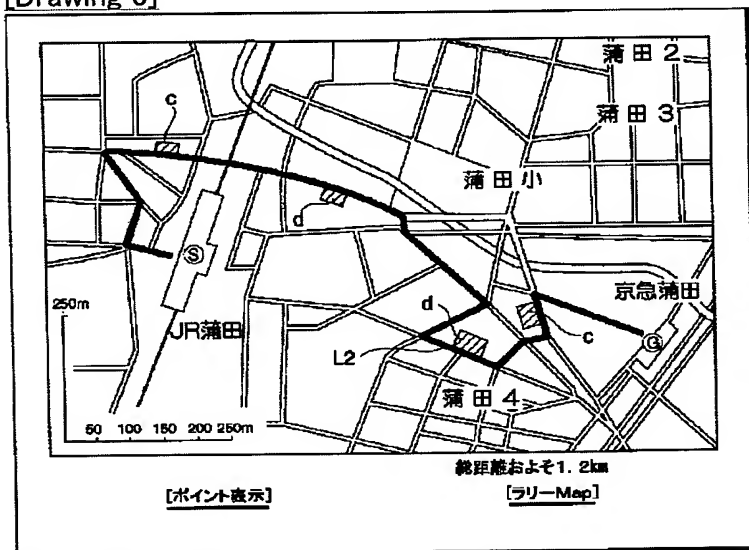 [Drawing 6]
蒲田2
c
蒲田3
蒲田小
d
S
京急蒲田
250m
d
c
JR蒲田
G
L2
蒲田4
50 100 150 200 250m
総距離およそ1.2km
[ポイント表示]
[ラリーMap]